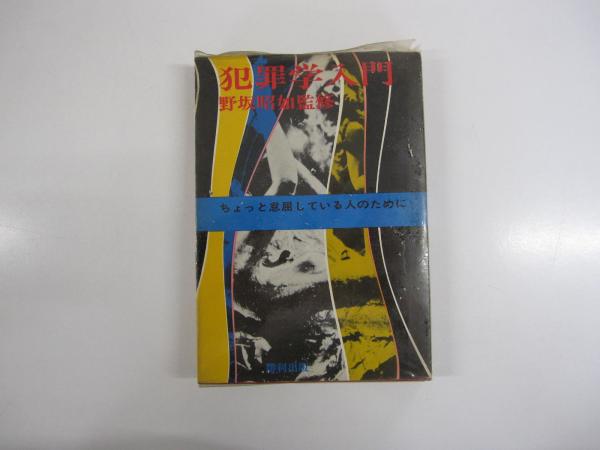 犯罪学入門
野坂昭如監修
ちょっと怠屈している人のために